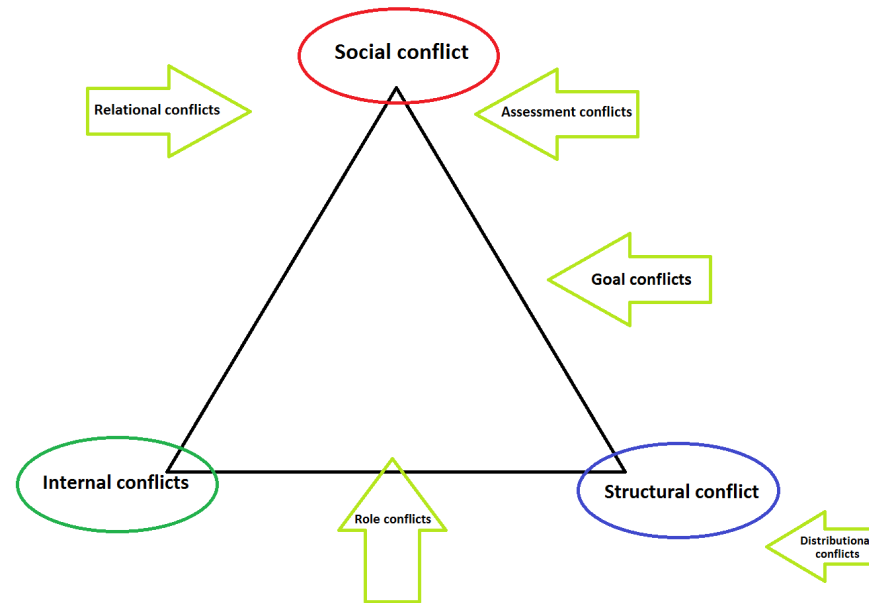 Social conflict
Relational conflicts
Assessment conflicts
Goal conflicts
Internal conflicts
Structural conflict
Role conflicts
Distributiona
conflicts